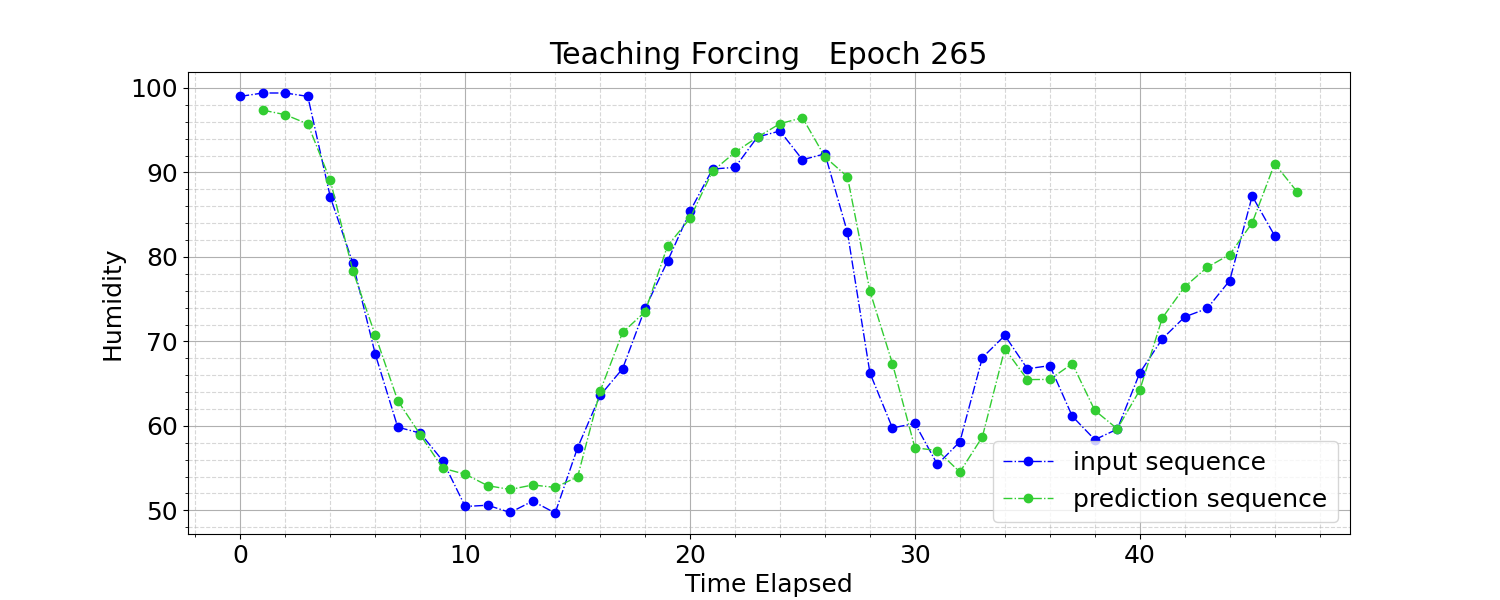 Teaching Forcing   Epoch 265
100
90
80
70
60
50
Humidity
0 10 20 30 40
Time Elapsed
input sequence
prediction sequence